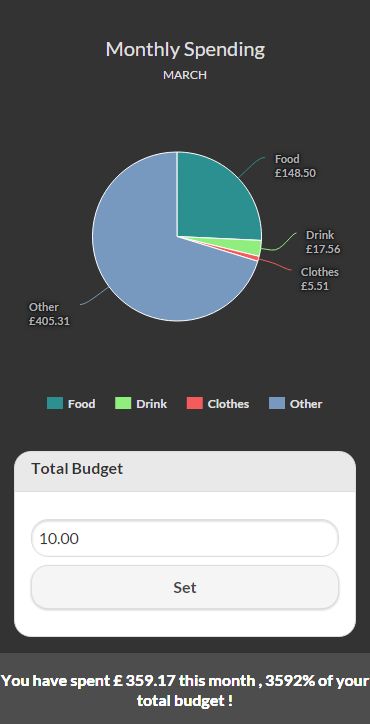 Monthly Spending
MARCH
Food
£148.50
Drink
£17.56
Clothes
£5.51
Other
£405.31
Food Drink Clothes Other
Total Budget
10.00
Set
You have spent £ 359.17 this month , 3592% of your
total budget !